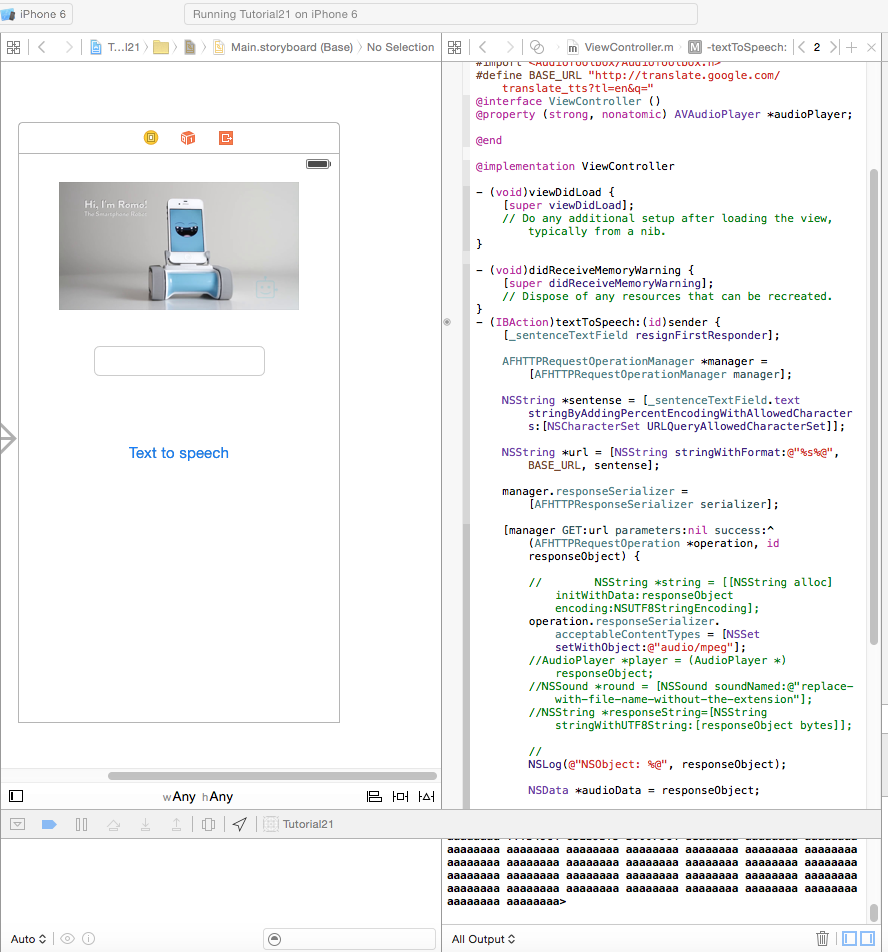 iPhone 6
Running Tutorial21 on iPhone 6
T...l21
Main.storyboard (Base)
No Selection
ViewController.m
M -textToSpeech:
2
Hi, I'm Romo!
The Smartphone Robot
Text to speech
wAny hAny
#import <AudioToolbox/AudioToolbox.h>
#define BASE_URL "http://translate.google.com/
translate_tts?tl=en&q="
@interface ViewController ()
@property (strong, nonatomic) AVAudioPlayer *audioPlayer;
@end
@implementation ViewController
- (void)viewDidLoad {
[super viewDidLoad];
// Do any additional setup after loading the view,
typically from a nib.
}
- (void)didReceiveMemoryWarning {
[super didReceiveMemoryWarning];
// Dispose of any resources that can be recreated.
}
- (IBAction)textToSpeech:(id)sender {
[_sentenceTextField resignFirstResponder];
AFHTTPRequestOperationManager *manager =
[AFHTTPRequestOperationManager manager];
NSString *sentense = [_sentenceTextField.text
stringByAddingPercentEncodingWithAllowedCharacter
s:[NSCharacterSet URLQueryAllowedCharacterSet]];
NSString *url = [NSString stringWithFormat:@"%s%@",
BASE_URL, sentense];
manager.responseSerializer =
[AFHTTPResponseSerializer serializer];
[manager GET:url parameters:nil success:^
(AFHTTPRequestOperation *operation, id
responseObject) {
// NSString *string = [[NSString alloc]
initWithData:responseObject
encoding:NSUTF8StringEncoding];
operation.responseSerializer.
acceptableContentTypes = [NSSet
setWithObject:@"audio/mpeg"];
//AudioPlayer *player = (AudioPlayer *)
responseObject;
//NSSound *round = [NSSound soundNamed:@"replace-
with-file-name-without-the-extension"];
//NSString *responseString=[NSString
stringWithUTF8String:[responseObject bytes]];
//
NSLog(@"NSObject: %@", responseObject);
NSData *audioData = responseObject;
Tutorial21
aaaaaaaa aaaaaaaa aaaaaaaa aaaaaaaa aaaaaaaa aaaaaaaa aaaaaaaa
aaaaaaaa aaaaaaaa aaaaaaaa aaaaaaaa aaaaaaaa aaaaaaaa aaaaaaaa
aaaaaaaa aaaaaaaa aaaaaaaa aaaaaaaa aaaaaaaa aaaaaaaa aaaaaaaa
aaaaaaaa aaaaaaaa aaaaaaaa aaaaaaaa aaaaaaaa aaaaaaaa aaaaaaaa
aaaaaaaa aaaaaaaa>
Auto
All Output